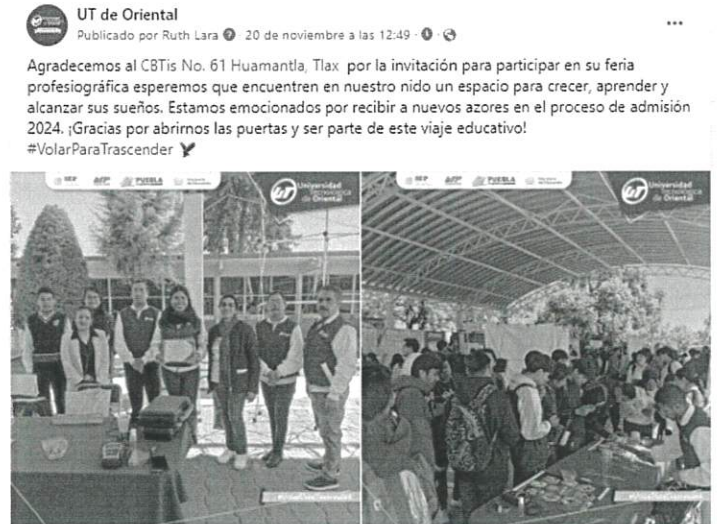 UT de Oriental
Publicado por Ruth Lara · 20 de noviembre a las 12:49 ·
Agradecemos al CBTis No. 61 Huamantla, Tlax por la invitación para participar en su feria
profesiográfica esperemos que encuentren en nuestro nido un espacio para crecer, aprender y
alcanzar sus sueños. Estamos emocionados por recibir a nuevos azores en el proceso de admisión
2024. ¡Gracias por abrirnos las puertas y ser parte de este viaje educativo!
#VolarParaTrascender
SEP
PUEBLA
UT Universidad
Tecnológica
de Oriental
SEP
PUEBLA
UT Universidad
Tecnológica
de Oriental
#VolarParaTrascender
#VolarParaTrascender